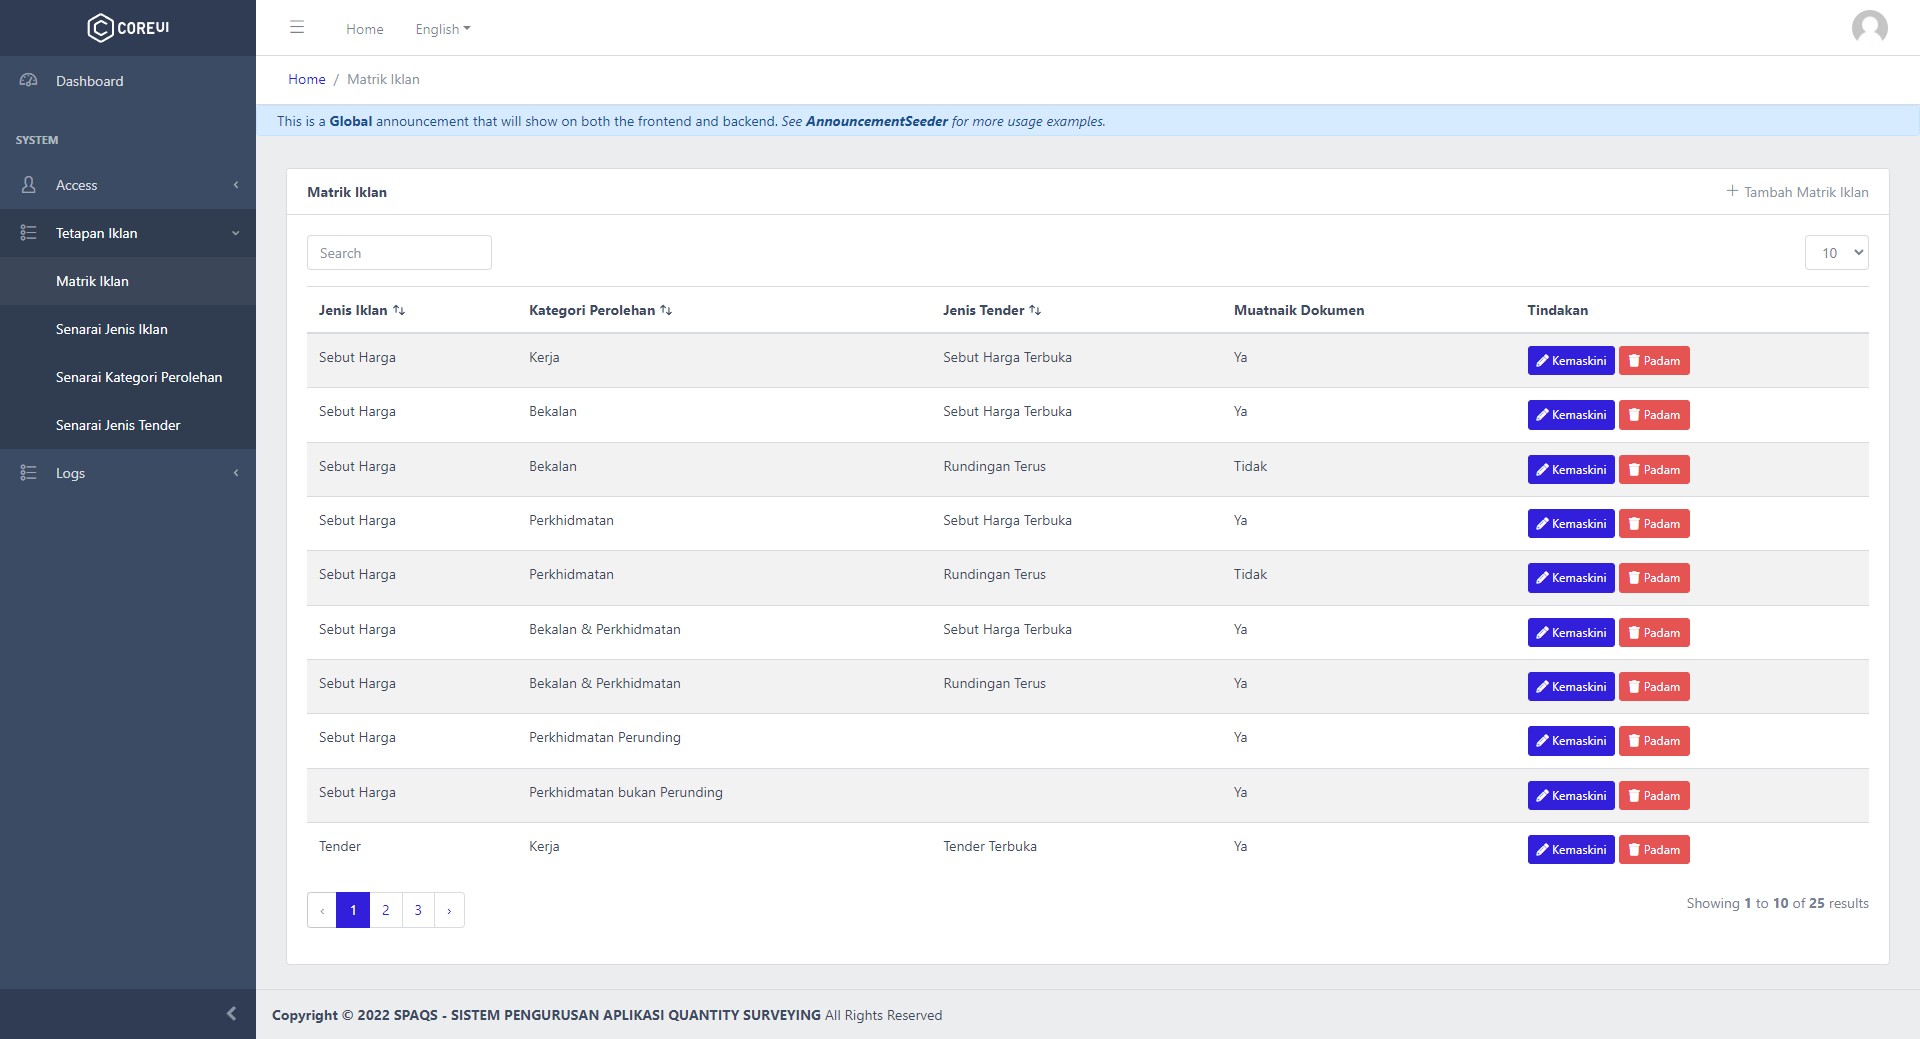 COREUI
Home
English
Dashboard
Home / Matrik Iklan
This is a Global announcement that will show on both the frontend and backend. See AnnouncementSeeder for more usage examples.
SYSTEM
Access
Tetapan Iklan
Matrik Iklan
Senarai Jenis Iklan
Senarai Kategori Perolehan
Senarai Jenis Tender
Logs
Matrik Iklan
Tambah Matrik Iklan
Search
10
Jenis Iklan Kategori Perolehan Jenis Tender Muatnaik Dokumen Tindakan
Sebut Harga Kerja Sebut Harga Terbuka Ya Kemaskini Padam
Sebut Harga Bekalan Sebut Harga Terbuka Ya Kemaskini Padam
Sebut Harga Bekalan Rundingan Terus Tidak Kemaskini Padam
Sebut Harga Perkhidmatan Sebut Harga Terbuka Ya Kemaskini Padam
Sebut Harga Perkhidmatan Rundingan Terus Tidak Kemaskini Padam
Sebut Harga Bekalan & Perkhidmatan Sebut Harga Terbuka Ya Kemaskini Padam
Sebut Harga Bekalan & Perkhidmatan Rundingan Terus Ya Kemaskini Padam
Sebut Harga Perkhidmatan Perunding Ya Kemaskini Padam
Sebut Harga Perkhidmatan bukan Perunding Ya Kemaskini Padam
Tender Kerja Tender Terbuka Ya Kemaskini Padam
‹ 1 2 3 ›
Showing 1 to 10 of 25 results
Copyright © 2022 SPAQS - SISTEM PENGURUSAN APLIKASI QUANTITY SURVEYING All Rights Reserved